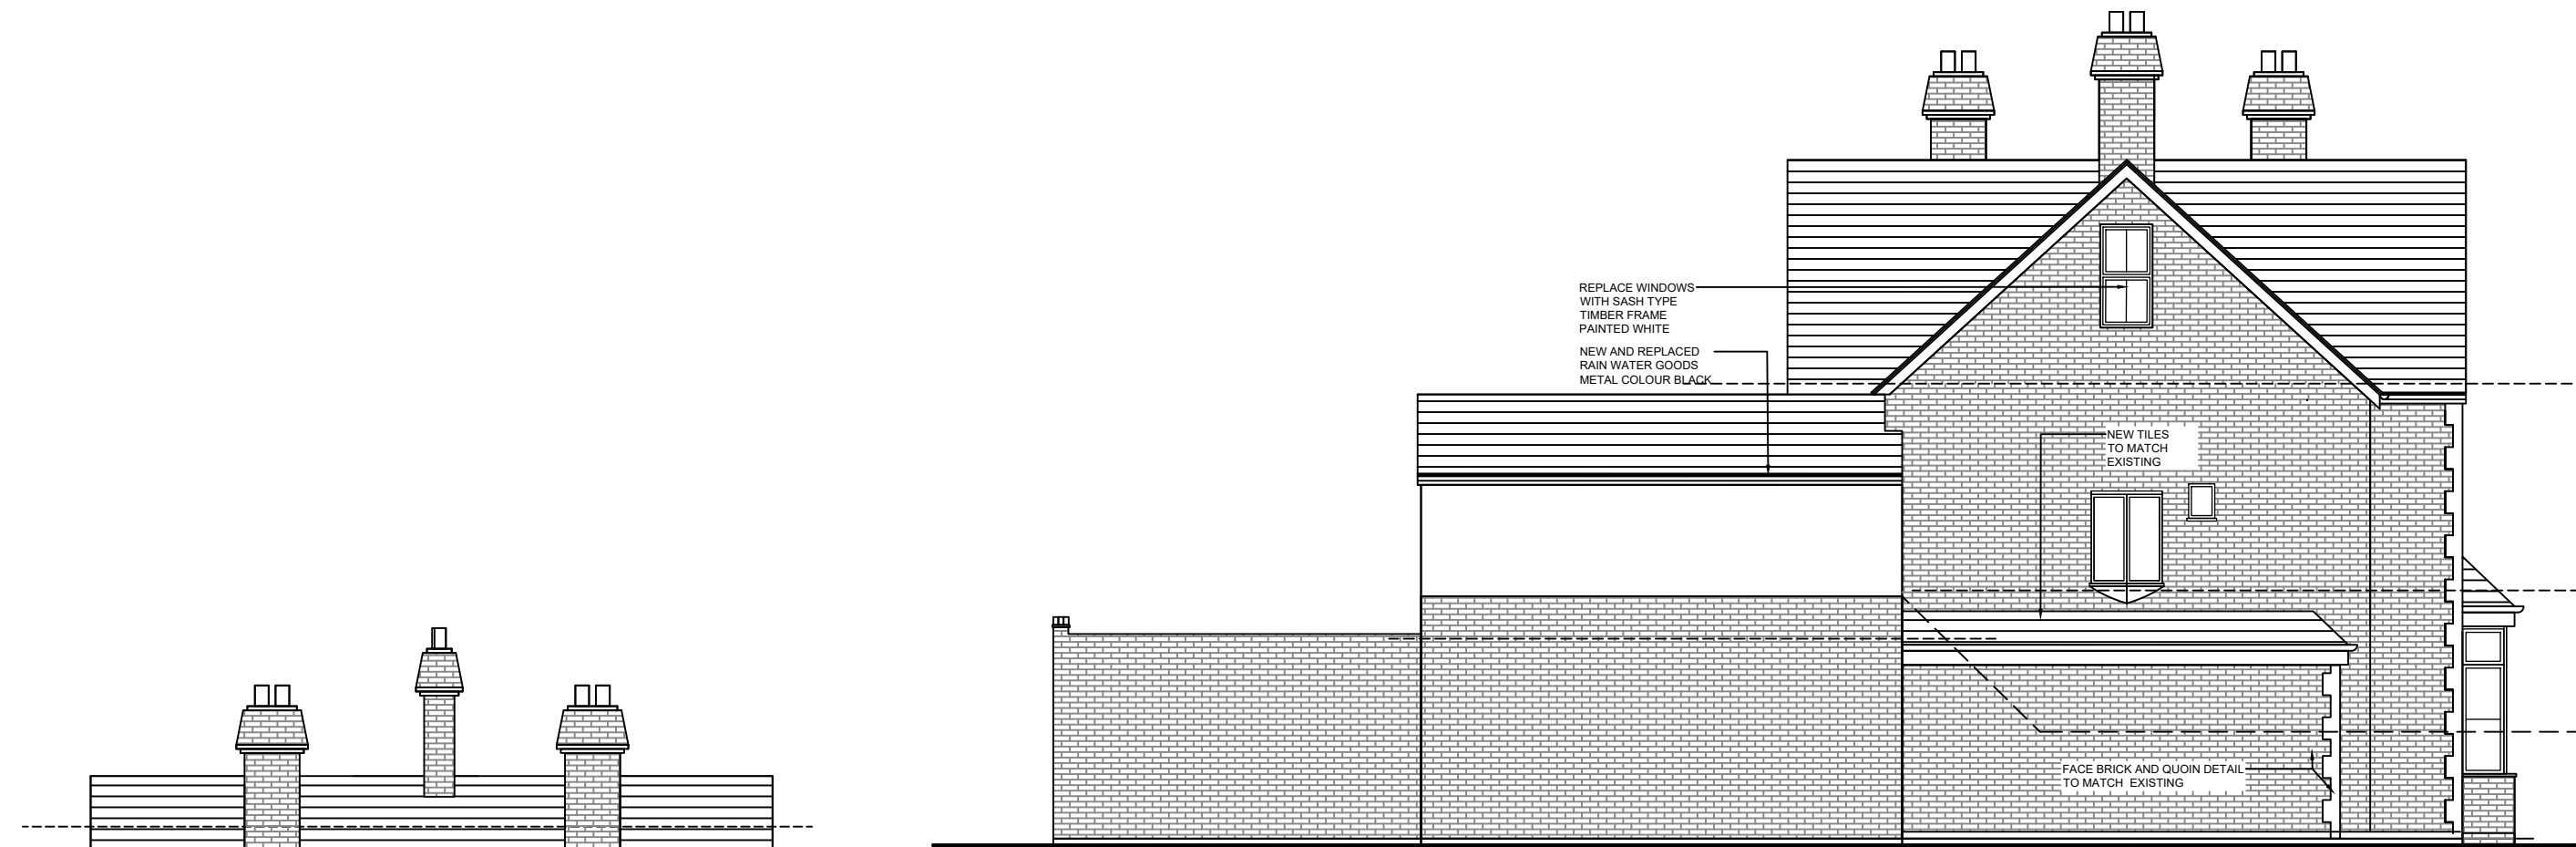 REPLACE WINDOWS
WITH SASH TYPE
TIMBER FRAME
PAINTED WHITE
NEW AND REPLACED
RAIN WATER GOODS
METAL COLOUR BLACK
NEW TILES
TO MATCH
EXISTING
FACE BRICK AND QUOIN DETAIL
TO MATCH EXISTING